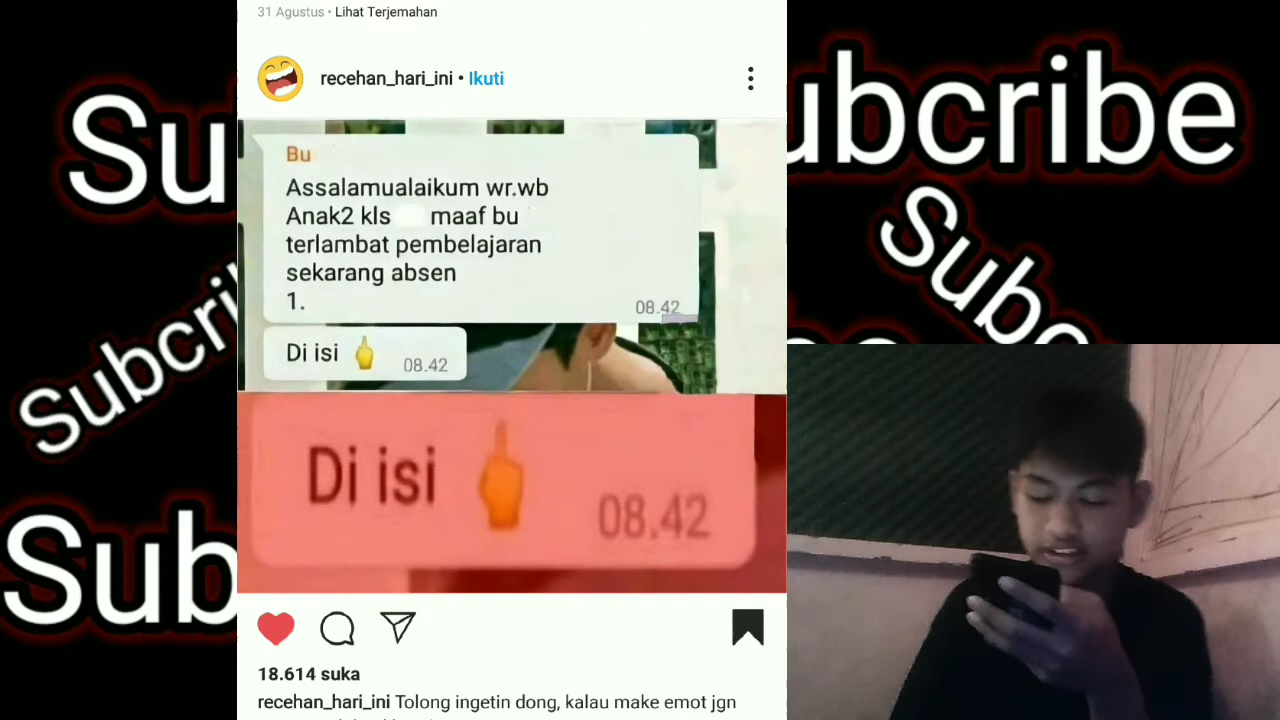 31 Agustus • Lihat Terjemahan
recehan_hari_ini • Ikuti
Bu
Assalamualaikum wr.wb
Anak2 kls maaf bu
terlambat pembelajaran
sekarang absen
1.
08.42
Di isi 🖕 08.42
Di isi 🖕
08.42
18.614 suka
recehan_hari_ini Tolong ingetin dong, kalau make emot jgn
Su
ubcribe
Subc
Subcri
Sub